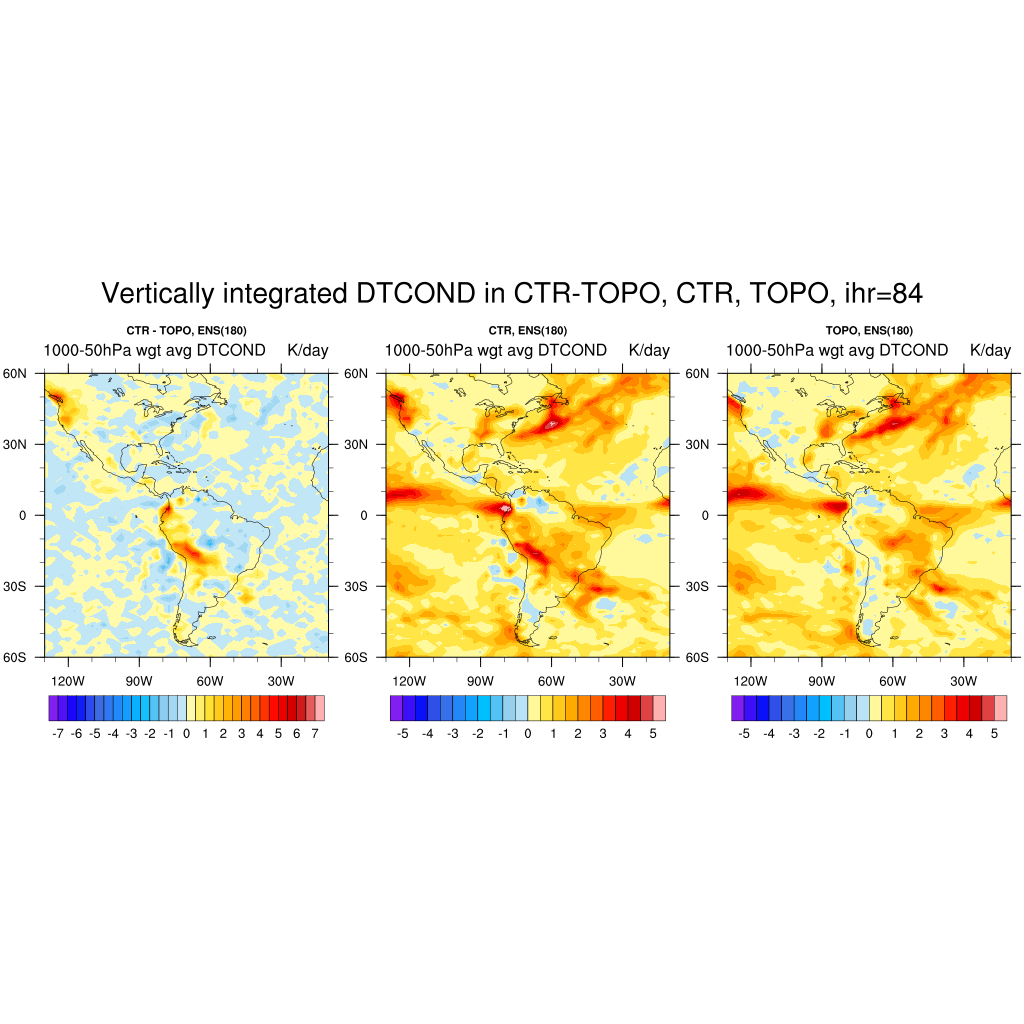 Vertically integrated DTCOND in CTR-TOPO, CTR, TOPO, ihr=84
CTR - TOPO, ENS(180)
1000-50hPa wgt avg DTCOND K/day
60N
30N
0
30S
60S
120W 90W 60W 30W
-7 -6 -5 -4 -3 -2 -1 0 1 2 3 4 5 6 7
CTR, ENS(180)
1000-50hPa wgt avg DTCOND K/day
60N
30N
0
30S
60S
120W 90W 60W 30W
-5 -4 -3 -2 -1 0 1 2 3 4 5
TOPO, ENS(180)
1000-50hPa wgt avg DTCOND K/day
60N
30N
0
30S
60S
120W 90W 60W 30W
-5 -4 -3 -2 -1 0 1 2 3 4 5